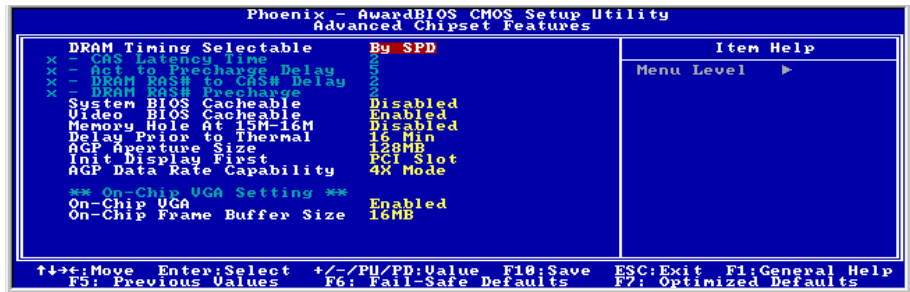 Phoenix - AwardBIOS CMOS Setup Utility
Advanced Chipset Features
DRAM Timing Selectable By SPD
x - CAS Latency Time 2
x - Act to Precharge Delay 5
x - DRAM RAS# to CAS# Delay 2
x - DRAM RAS# Precharge 2
System BIOS Cacheable Disabled
Video BIOS Cacheable Enabled
Memory Hole At 15M-16M Disabled
Delay Prior to Thermal 16 Min
AGP Aperture Size 128MB
Init Display First PCI Slot
AGP Data Rate Capability 4X Mode
** On-Chip VGA Setting **
On-Chip VGA Enabled
On-Chip Frame Buffer Size 16MB
Item Help
Menu Level ►
↑↓→←:Move Enter:Select +/-/PU/PD:Value F10:Save ESC:Exit F1:General Help
F5: Previous Values F6: Fail-Safe Defaults F7: Optimized Defaults